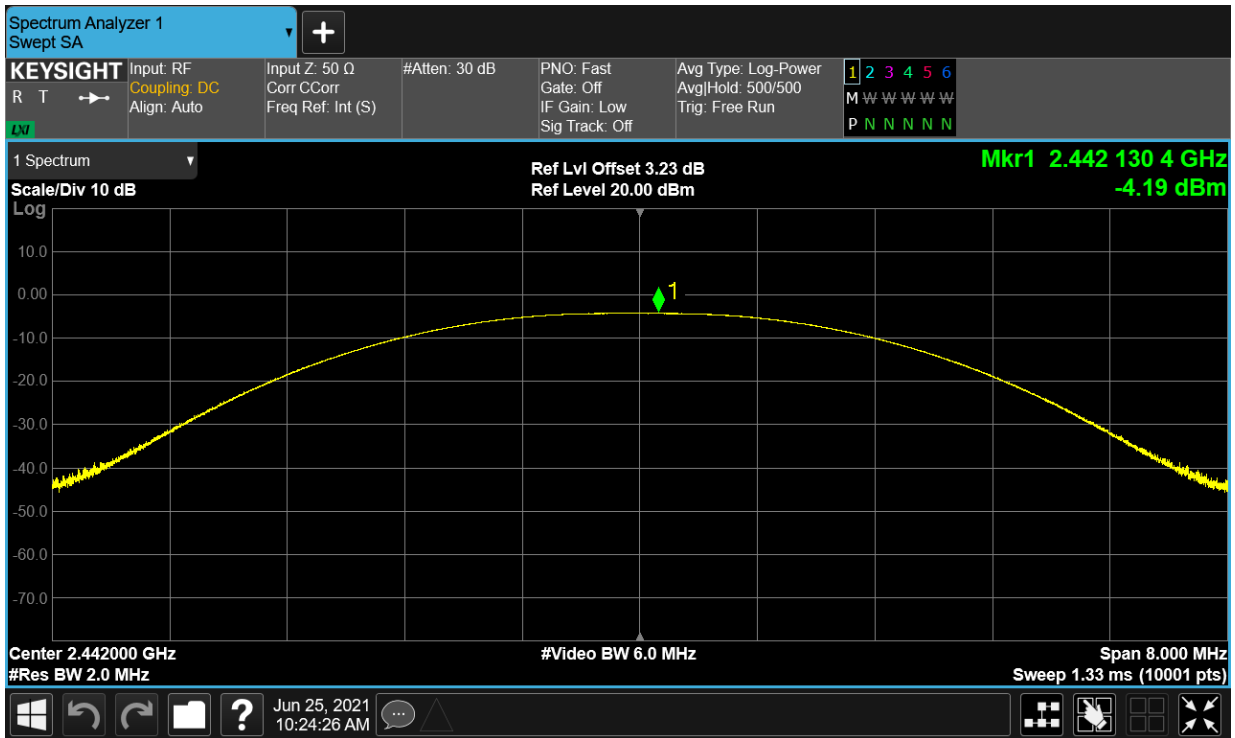 Spectrum Analyzer 1
Swept SA
KEYSIGHT
R T
LXI
Input: RF
Coupling: DC
Align: Auto
Input Z: 50 Ω
Corr CCorr
Freq Ref: Int (S)
#Atten: 30 dB
PNO: Fast
Gate: Off
IF Gain: Low
Sig Track: Off
Avg Type: Log-Power
Avg|Hold: 500/500
Trig: Free Run
1 2 3 4 5 6
M W W W W W
P N N N N N
1 Spectrum
Scale/Div 10 dB
Log
Ref Lvl Offset 3.23 dB
Ref Level 20.00 dBm
Mkr1 2.442 130 4 GHz
-4.19 dBm
10.0
0.00
1
-10.0
-20.0
-30.0
-40.0
-50.0
-60.0
-70.0
Center 2.442000 GHz
#Video BW 6.0 MHz
Span 8.000 MHz
#Res BW 2.0 MHz
Sweep 1.33 ms (10001 pts)
?
Jun 25, 2021
10:24:26 AM